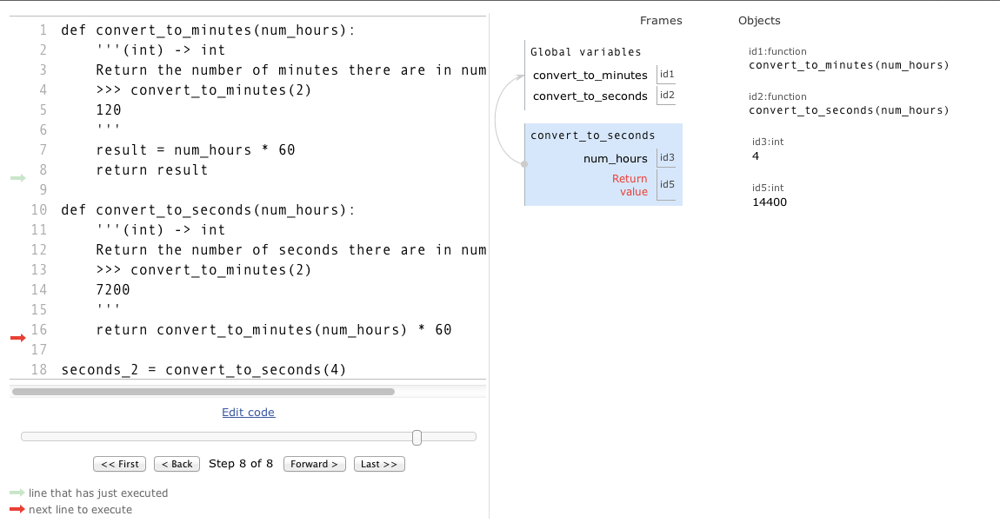 1 def convert_to_minutes(num_hours):
2     '''(int) -> int
3     Return the number of minutes there are in num
4     >>> convert_to_minutes(2)
5     120
6     '''
7     result = num_hours * 60
8     return result
9
10 def convert_to_seconds(num_hours):
11     '''(int) -> int
12     Return the number of seconds there are in num
13     >>> convert_to_minutes(2)
14     7200
15     '''
16     return convert_to_minutes(num_hours) * 60
17
18 seconds_2 = convert_to_seconds(4)
Edit code
<< First < Back Step 8 of 8 Forward > Last >>
line that has just executed
next line to execute
Frames Objects
Global variables
convert_to_minutes id1
convert_to_seconds id2
convert_to_seconds
num_hours id3
Return
value id5
id1:function
convert_to_minutes(num_hours)
id2:function
convert_to_seconds(num_hours)
id3:int
4
id5:int
14400